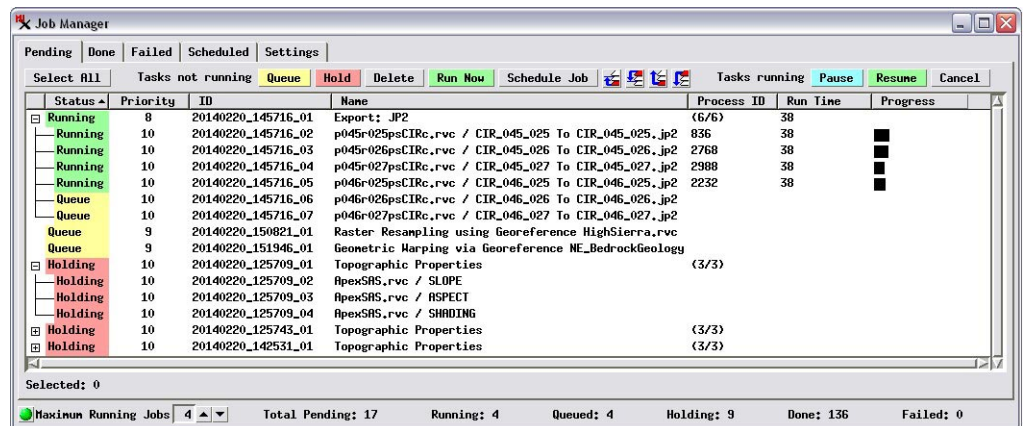 Job Manager
Pending Done Failed Scheduled Settings
Select All Tasks not running Queue Hold Delete Run Now Schedule Job Tasks running Pause Resume Cancel
Status Priority ID Name Process ID Run Time Progress
Running 8 20140220_145716_01 Export: JP2 (6/6) 38
Running 10 20140220_145716_02 p045r025psCIRc.rvc / CIR_045_025 To CIR_045_025.jp2 836 38
Running 10 20140220_145716_03 p045r026psCIRc.rvc / CIR_045_026 To CIR_045_026.jp2 2768 38
Running 10 20140220_145716_04 p045r027psCIRc.rvc / CIR_045_027 To CIR_045_027.jp2 2988 38
Running 10 20140220_145716_05 p046r025psCIRc.rvc / CIR_046_025 To CIR_046_025.jp2 2232 38
Queue 10 20140220_145716_06 p046r026psCIRc.rvc / CIR_046_026 To CIR_046_026.jp2
Queue 10 20140220_145716_07 p046r027psCIRc.rvc / CIR_046_027 To CIR_046_027.jp2
Queue 9 20140220_150821_01 Raster Resampling using Georeference HighSierra.rvc
Queue 9 20140220_151946_01 Geometric Warping via Georeference NE_BedrockGeology
Holding 10 20140220_125709_01 Topographic Properties (3/3)
Holding 10 20140220_125709_02 ApexSAS.rvc / SLOPE
Holding 10 20140220_125709_03 ApexSAS.rvc / ASPECT
Holding 10 20140220_125709_04 ApexSAS.rvc / SHADING
Holding 10 20140220_125743_01 Topographic Properties (3/3)
Holding 10 20140220_142531_01 Topographic Properties (3/3)
Selected: 0
Maximum Running Jobs 4 Total Pending: 17 Running: 4 Queued: 4 Holding: 9 Done: 136 Failed: 0